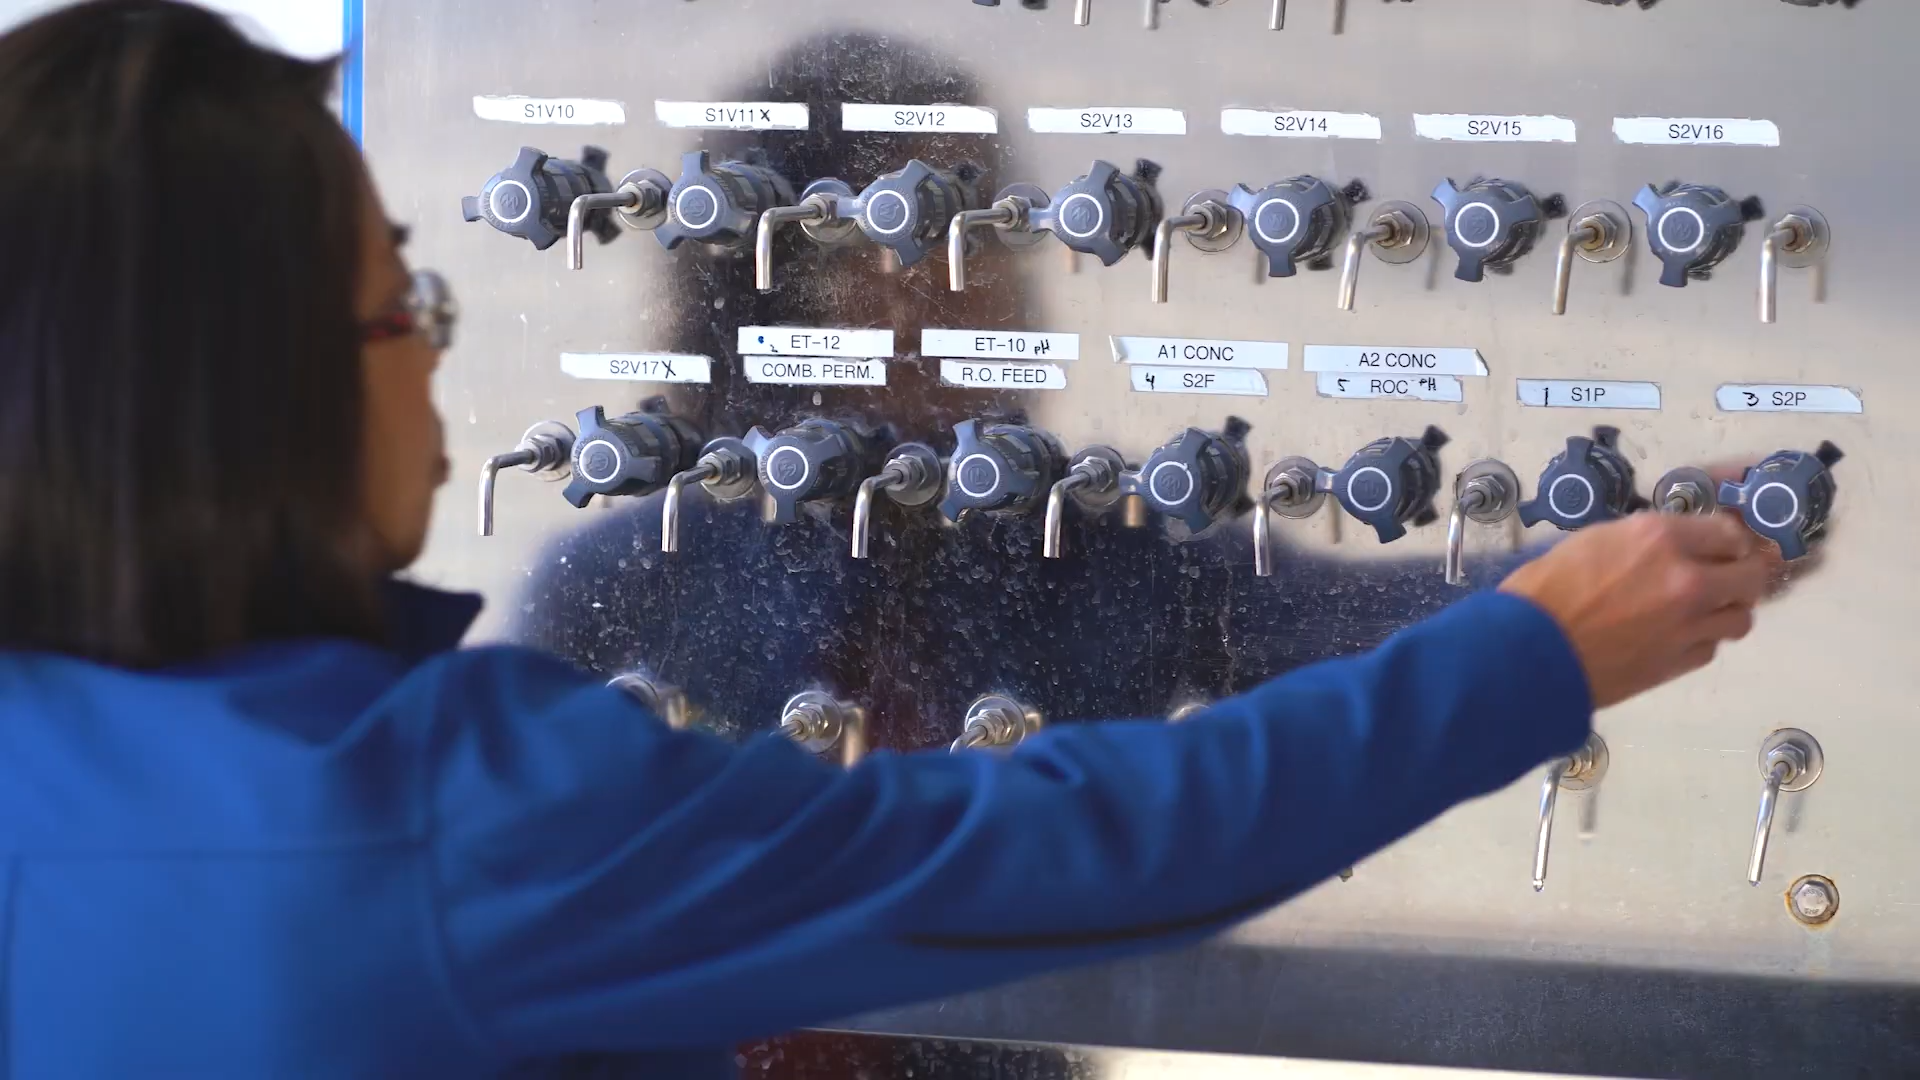 S1V10
S1V11 X
S2V12
S2V13
S2V14
S2V15
S2V16
S2V17 X
2 ET-12
COMB. PERM.
ET-10 pH
R.O. FEED
A1 CONC
4 S2F
A2 CONC
5 ROC pH
1 S1P
3 S2P